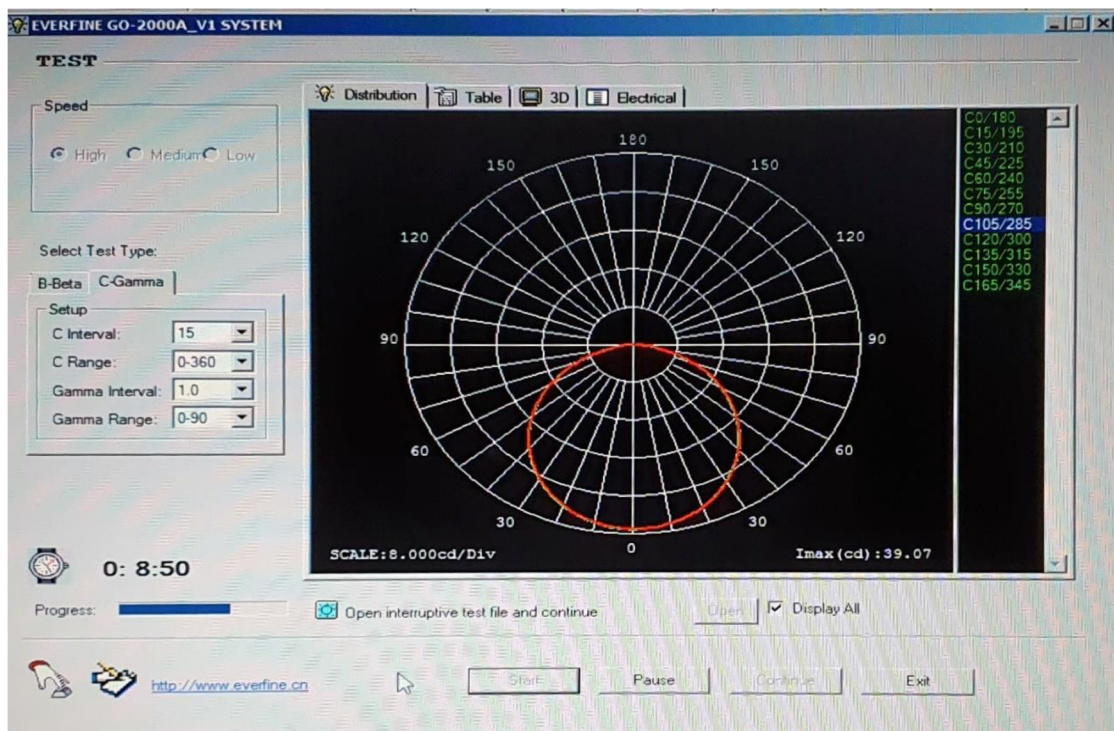 EVERFINE GO-2000A_V1 SYSTEM
TEST
Speed
High Medium Low
Select Test Type:
B-Beta C-Gamma
Setup
C Interval: 15
C Range: 0-360
Gamma Interval: 1.0
Gamma Range: 0-90
0: 8:50
Progress:
Distribution Table 3D Electrical
180
150 150
120 120
90 90
60 60
30 30
0
SCALE:8.000cd/Div Imax(cd):39.07
C0/180
C15/195
C30/210
C45/225
C60/240
C75/255
C90/270
C105/285
C120/300
C135/315
C150/330
C165/345
Open interruptive test file and continue Open Display All
http://www.everfine.cn Start Pause Continue Exit